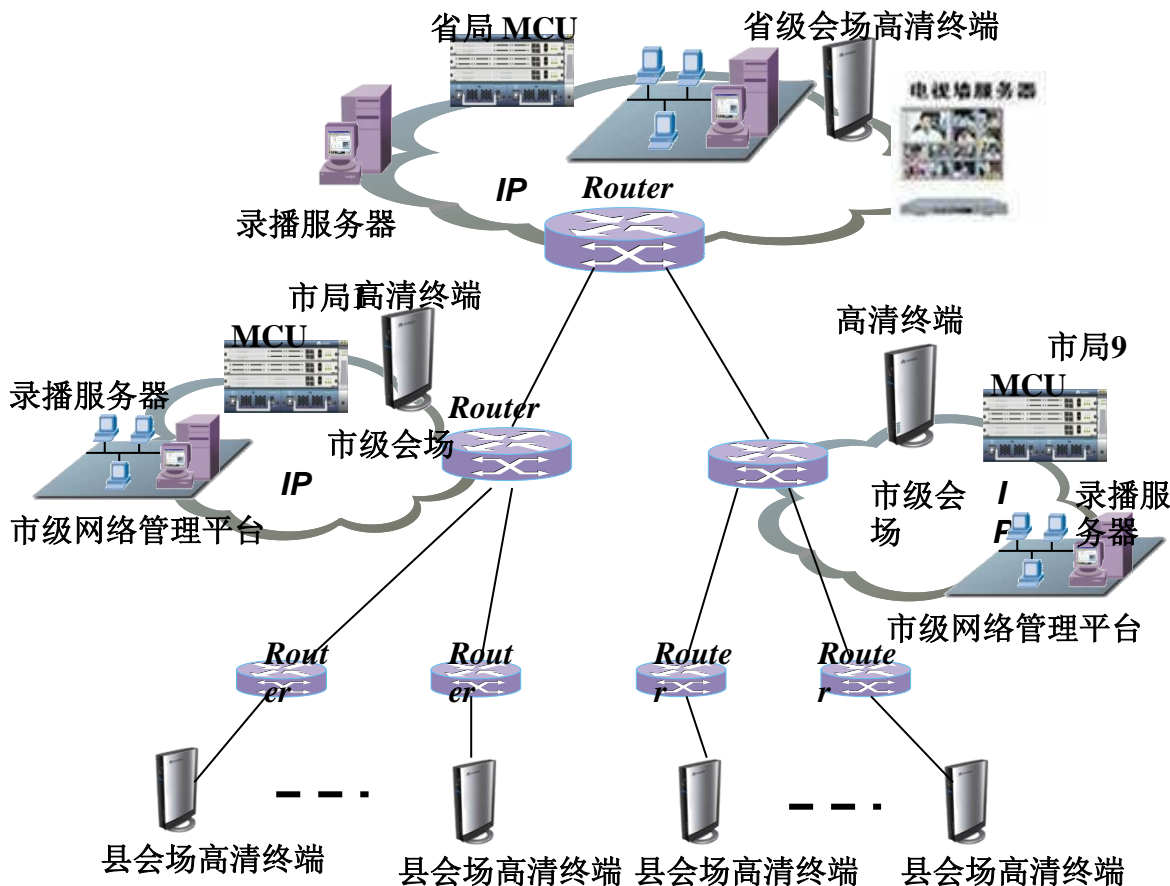 省局 MCU
省级会场高清终端
电视墙服务器
IP
Router
录播服务器
市局1
高清终端
MCU
录播服务器
Router
市级会场
IP
市级网络管理平台
高清终端
市局9
MCU
市级会
场
I
P
录播服
务器
市级网络管理平台
Rout
er
Rout
er
Route
r
Route
r
县会场高清终端
县会场高清终端
县会场高清终端
县会场高清终端